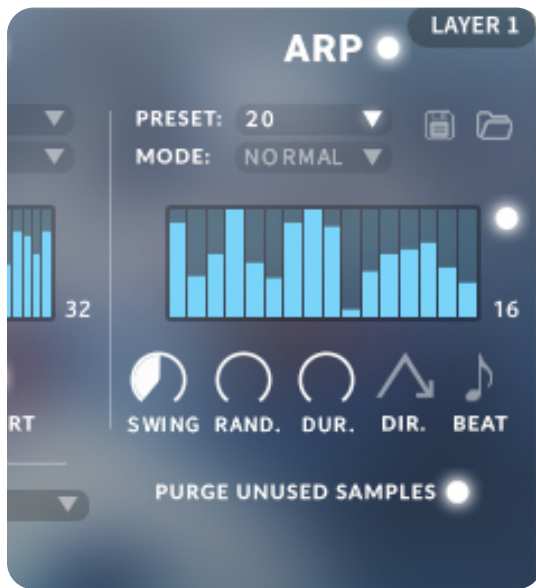 LAYER 1
ARP
PRESET: 20
MODE: NORMAL
32
16
RT
SWING RAND. DUR. DIR. BEAT
PURGE UNUSED SAMPLES